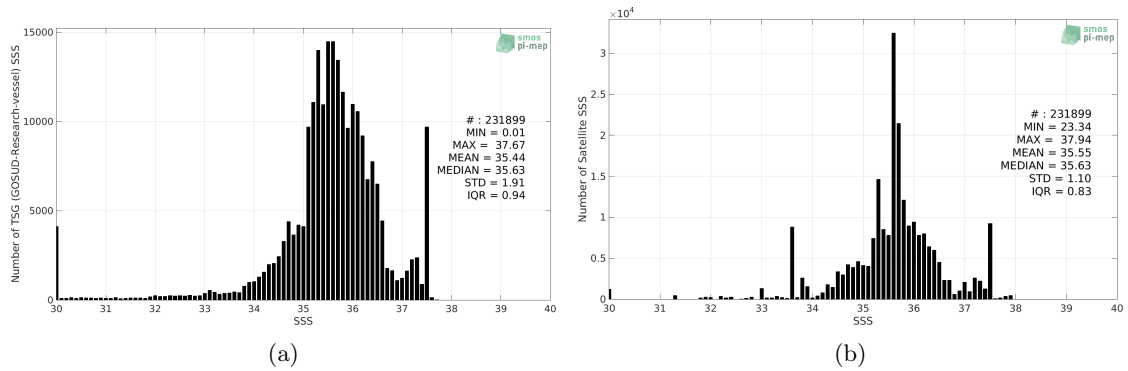 15000
10000
5000
0
Number of TSG (GOSUD-Research-vessel) SSS
30 31 32 33 34 35 36 37 38 39 40
SSS
smos
pi-mep
# : 231899
MIN = 0.01
MAX = 37.67
MEAN = 35.44
MEDIAN = 35.63
STD = 1.91
IQR = 0.94
(a)
×10⁴
3
2.5
2
1.5
1
0.5
0
Number of Satellite SSS
30 31 32 33 34 35 36 37 38 39 40
SSS
smos
pi-mep
# : 231899
MIN = 23.34
MAX = 37.94
MEAN = 35.55
MEDIAN = 35.63
STD = 1.10
IQR = 0.83
(b)